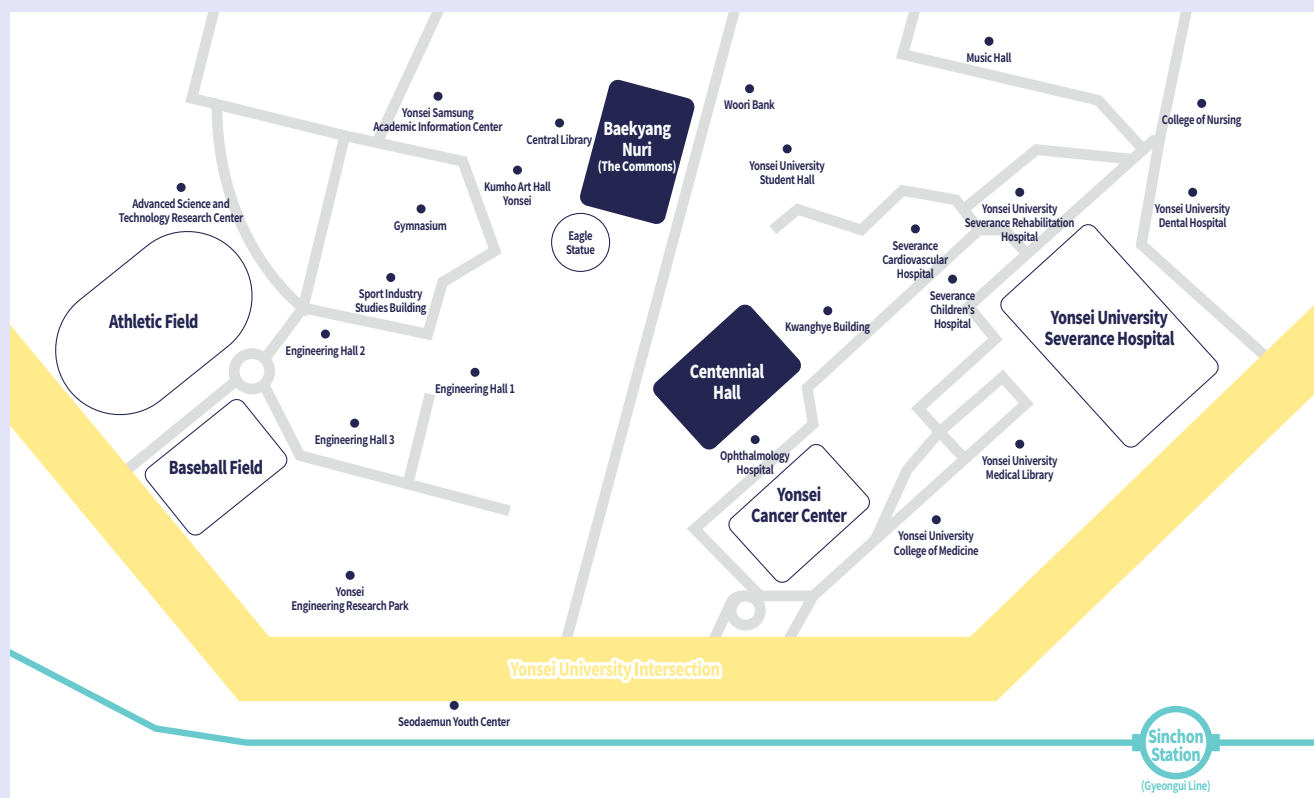 Music Hall
Woori Bank
Yonsei Samsung
Academic Information Center
College of Nursing
Central Library
Baekyang
Nuri
(The Commons)
Yonsei University
Student Hall
Kumho Art Hall
Yonsei
Advanced Science and
Technology Research Center
Gymnasium
Eagle
Statue
Yonsei University
Severance Rehabilitation
Hospital
Yonsei University
Dental Hospital
Severance
Cardiovascular
Hospital
Sport Industry
Studies Building
Severance
Children's
Hospital
Athletic Field
Kwanghye Building
Yonsei University
Severance Hospital
Engineering Hall 2
Centennial
Hall
Engineering Hall 1
Engineering Hall 3
Ophthalmology
Hospital
Baseball Field
Yonsei University
Medical Library
Yonsei
Cancer Center
Yonsei University
College of Medicine
Yonsei
Engineering Research Park
Yonsei University Intersection
Seodaemun Youth Center
Sinchon
Station
(Gyeongui Line)